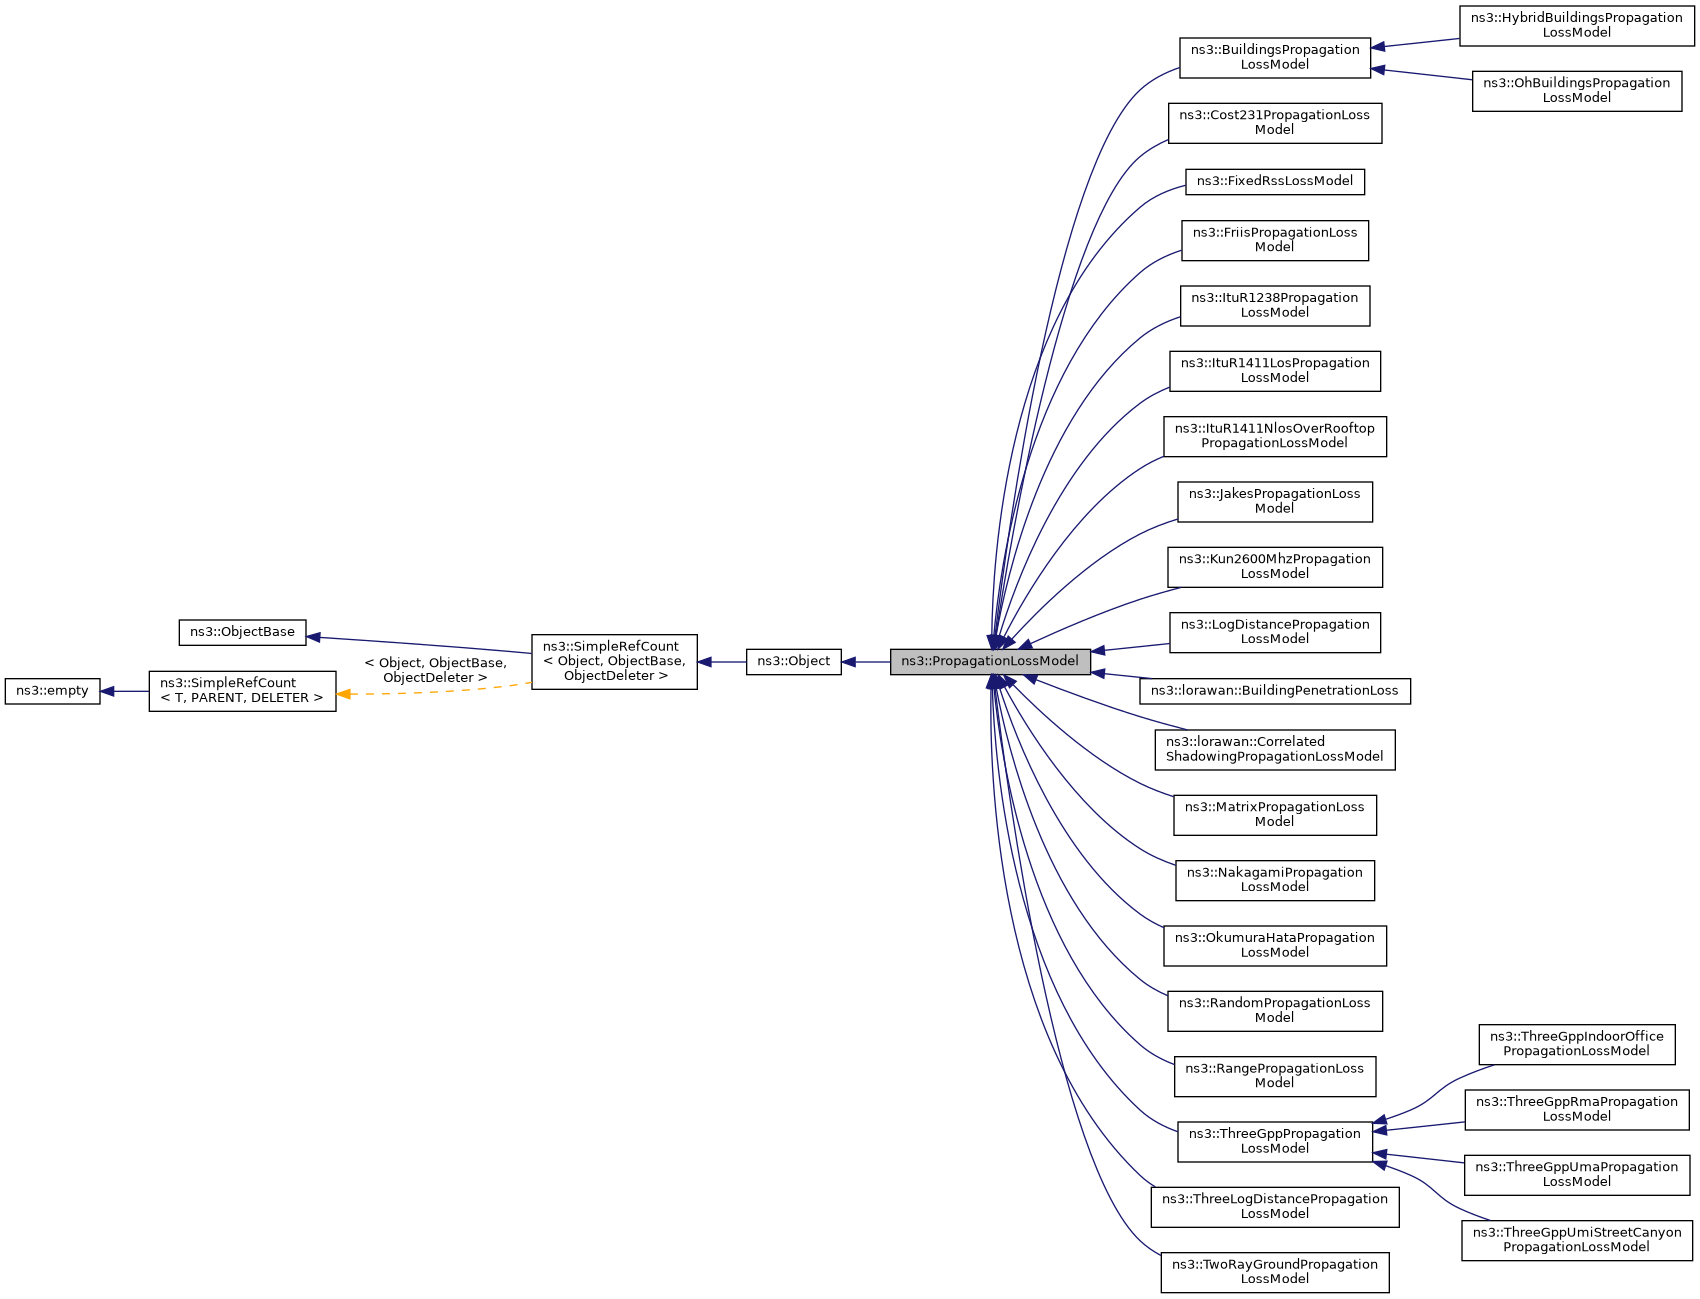 ns3::empty
ns3::ObjectBase
ns3::SimpleRefCount
< T, PARENT, DELETER >
< Object, ObjectBase,
ObjectDeleter >
ns3::SimpleRefCount
< Object, ObjectBase,
ObjectDeleter >
ns3::Object
ns3::PropagationLossModel
ns3::BuildingsPropagation
LossModel
ns3::HybridBuildingsPropagation
LossModel
ns3::OhBuildingsPropagation
LossModel
ns3::Cost231PropagationLoss
Model
ns3::FixedRssLossModel
ns3::FriisPropagationLoss
Model
ns3::ItuR1238Propagation
LossModel
ns3::ItuR1411LosPropagation
LossModel
ns3::ItuR1411NlosOverRooftop
PropagationLossModel
ns3::JakesPropagationLoss
Model
ns3::Kun2600MhzPropagation
LossModel
ns3::LogDistancePropagation
LossModel
ns3::lorawan::BuildingPenetrationLoss
ns3::lorawan::Correlated
ShadowingPropagationLossModel
ns3::MatrixPropagationLoss
Model
ns3::NakagamiPropagation
LossModel
ns3::OkumuraHataPropagation
LossModel
ns3::RandomPropagationLoss
Model
ns3::RangePropagationLoss
Model
ns3::ThreeGppPropagation
LossModel
ns3::ThreeGppIndoorOffice
PropagationLossModel
ns3::ThreeGppRmaPropagation
LossModel
ns3::ThreeGppUmaPropagation
LossModel
ns3::ThreeGppUmiStreetCanyon
PropagationLossModel
ns3::ThreeLogDistancePropagation
LossModel
ns3::TwoRayGroundPropagation
LossModel